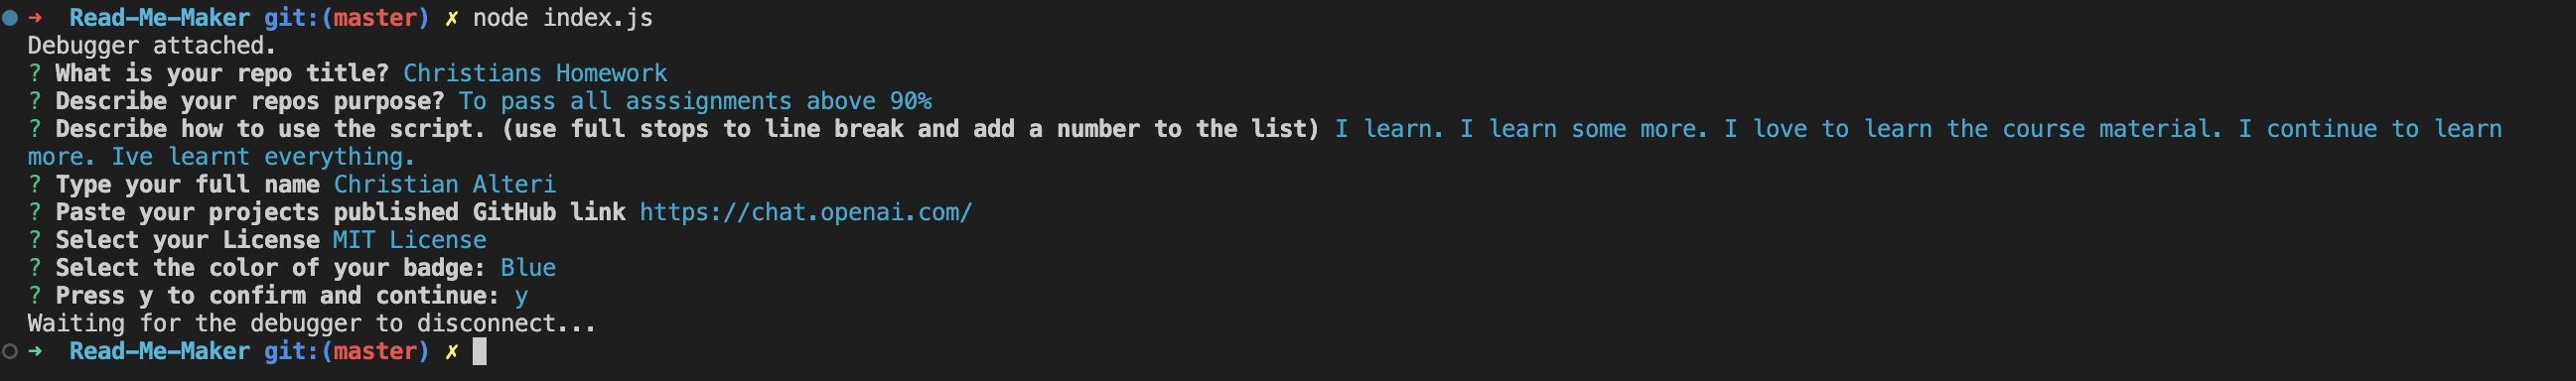 ➜  Read-Me-Maker git:(master) ✗ node index.js
Debugger attached.
? What is your repo title? Christians Homework
? Describe your repos purpose? To pass all asssignments above 90%
? Describe how to use the script. (use full stops to line break and add a number to the list) I learn. I learn some more. I love to learn the course material. I continue to learn
more. Ive learnt everything.
? Type your full name Christian Alteri
? Paste your projects published GitHub link https://chat.openai.com/
? Select your License MIT License
? Select the color of your badge: Blue
? Press y to confirm and continue: y
Waiting for the debugger to disconnect...
➜  Read-Me-Maker git:(master) ✗